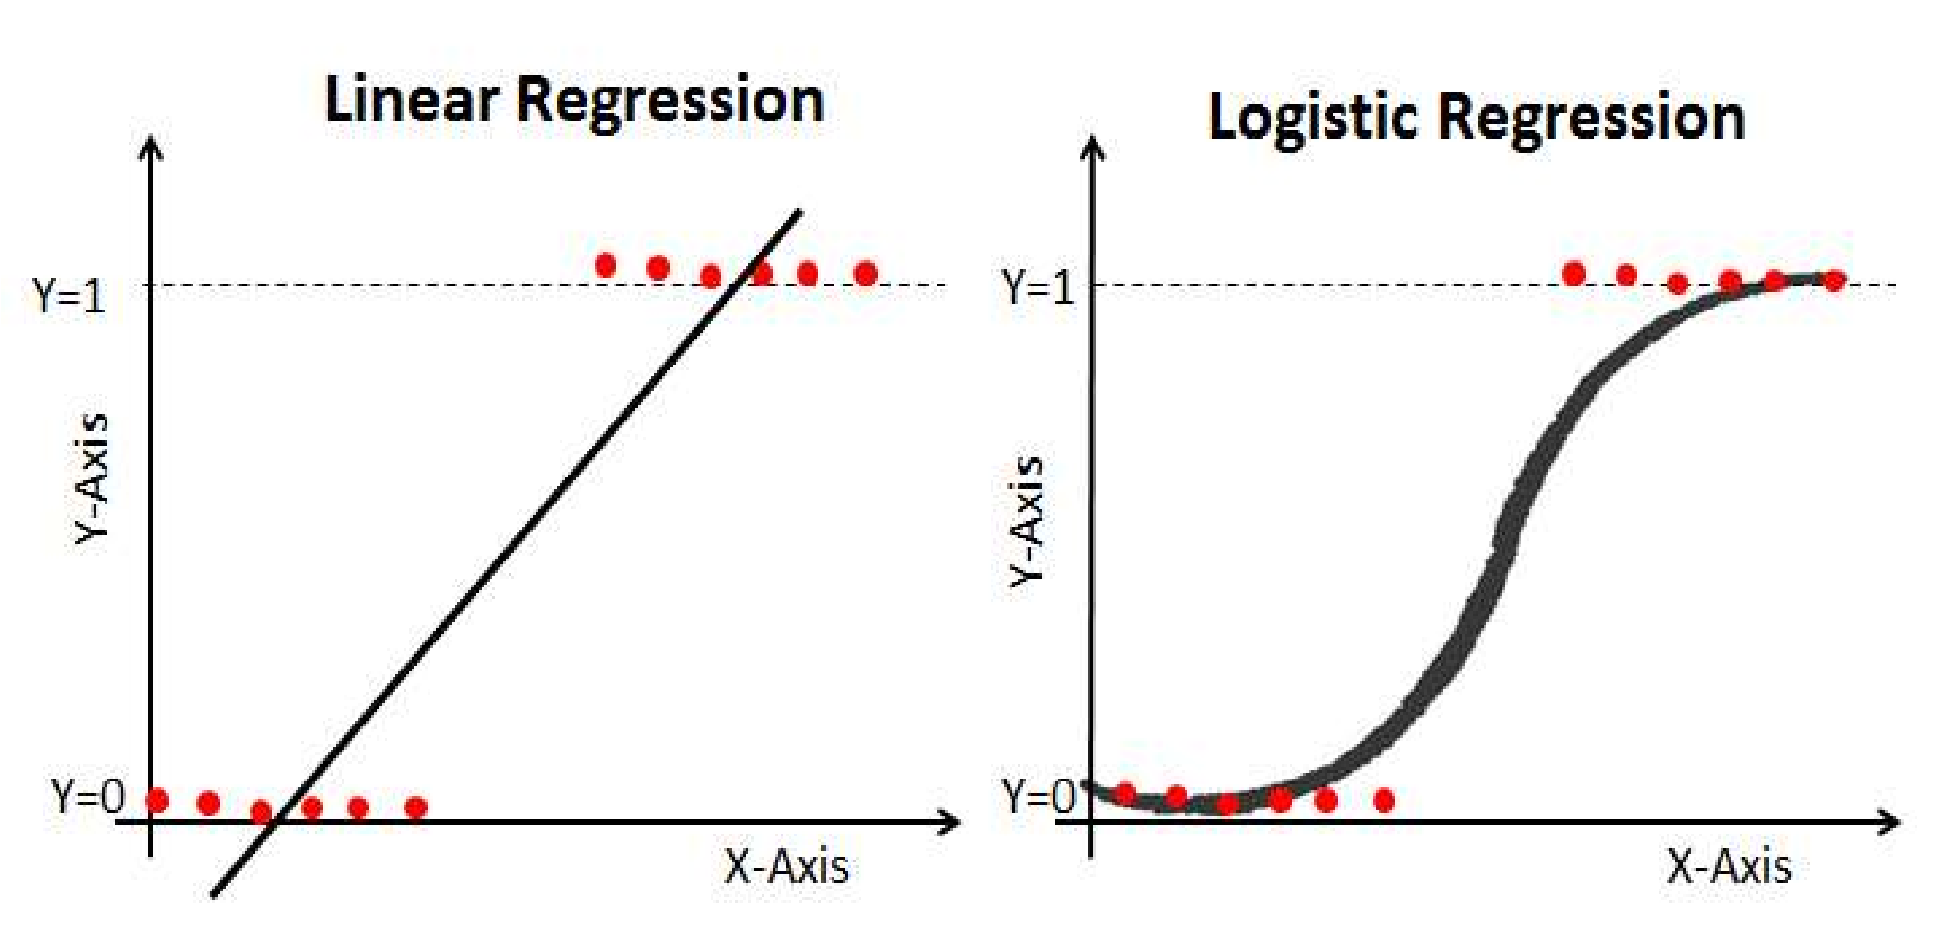 Linear Regression
Y=1
Y-Axis
Y=0
X-Axis
Logistic Regression
Y=1
Y-Axis
Y=0
X-Axis